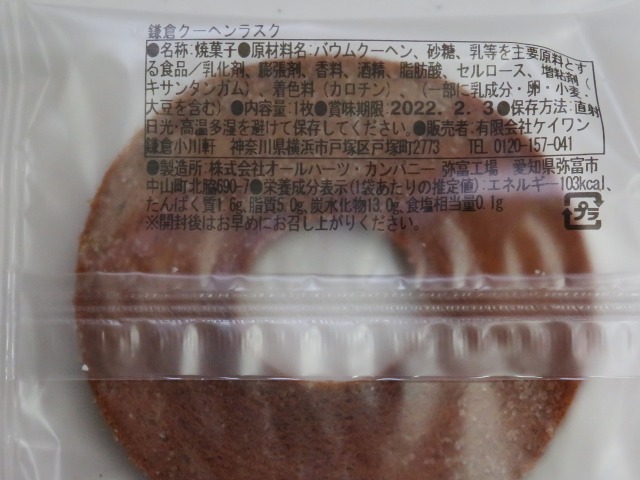 鎌倉クーヘンラスク
●名称:焼菓子●原材料名:バウムクーヘン、砂糖、乳等を主要原料とす
る食品/乳化剤、膨張剤、香料、酒精、脂肪酸、セルロース、増粘剤(
キサンタンガム)、着色料(カロチン)、(一部に乳成分・卵・小麦・
大豆を含む)●内容量:1枚●賞味期限 2022. 2. 3●保存方法:直射
日光・高温多湿を避けて保存してください。●販売者:有限会社ケイワン
鎌倉小川軒 神奈川県横浜市戸塚区戸塚町2773 TEL 0120-157-041
●製造所:株式会社オールハーツ・カンパニー 弥富工場 愛知県弥富市
中山町北脇690-7●栄養成分表示(1袋あたりの推定値):エネルギー103kcal、
たんぱく質1.6g,脂質5.0g,炭水化物13.0g,食塩相当量0.1g
※開封後はお早めにお召し上がりください。
プラ